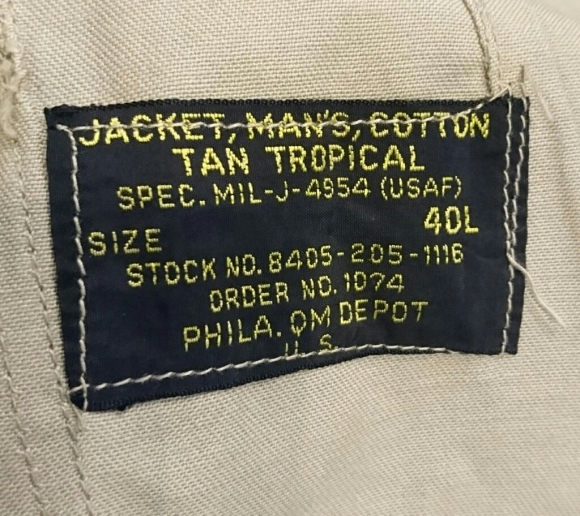 JACKET, MAN'S, COTTON
TAN TROPICAL
SPEC. MIL-J-4954 (USAF)
SIZE 40L
STOCK NO. 8405-205-1116
ORDER NO. 1074
PHILA. QM DEPOT
U. S.